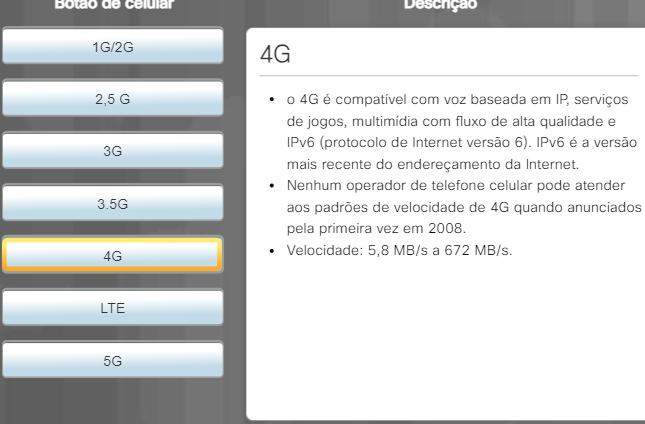 Botão de celular
Descrição
1G/2G
2,5 G
3G
3.5G
4G
LTE
5G
4G
• o 4G é compatível com voz baseada em IP, serviços
de jogos, multimídia com fluxo de alta qualidade e
IPv6 (protocolo de Internet versão 6). IPv6 é a versão
mais recente do endereçamento da Internet.
• Nenhum operador de telefone celular pode atender
aos padrões de velocidade de 4G quando anunciados
pela primeira vez em 2008.
• Velocidade: 5,8 MB/s a 672 MB/s.